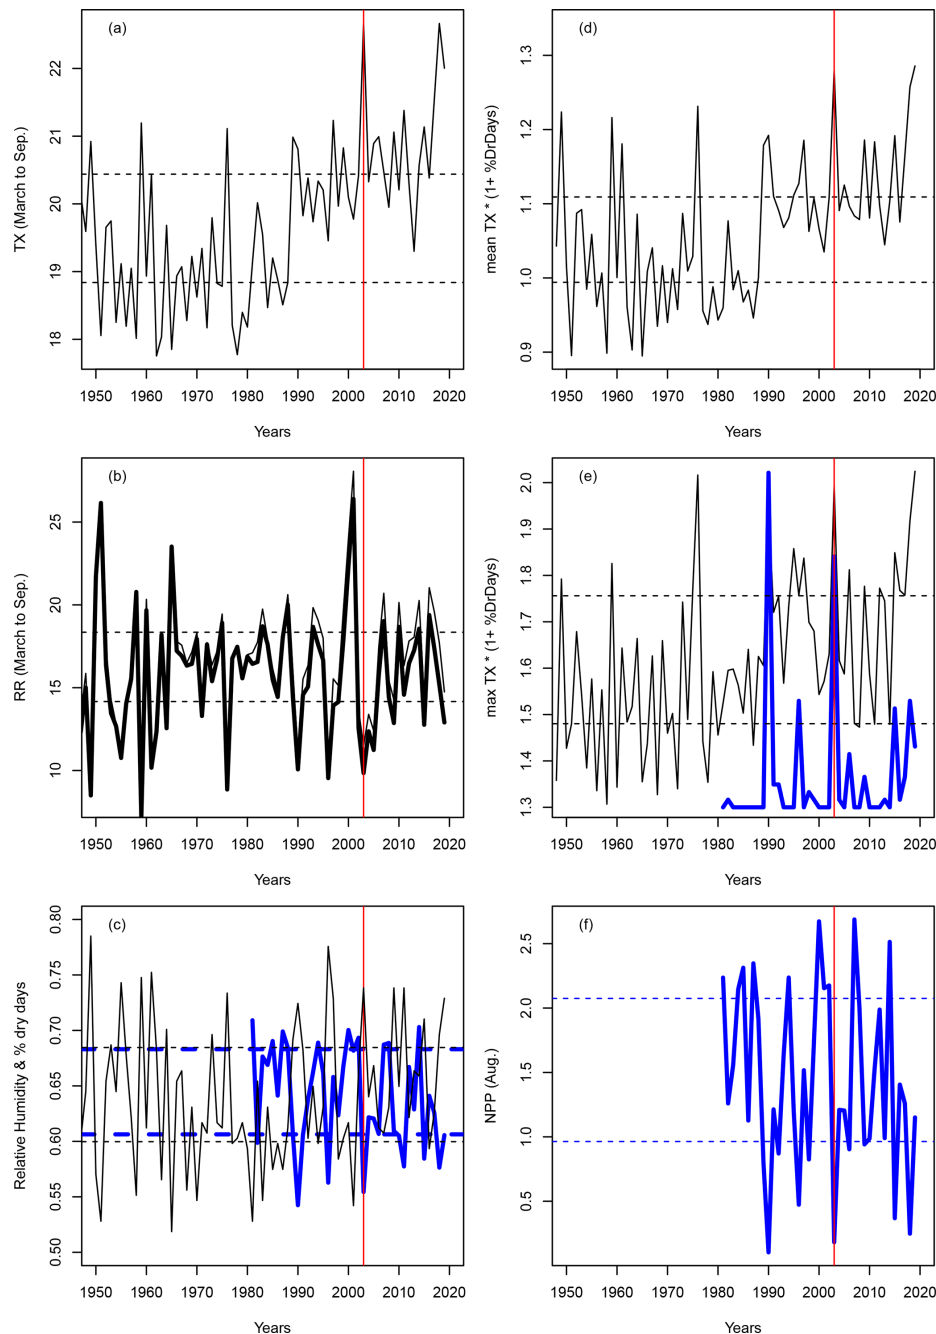 (a)
TX (March to Sep.)
22
21
20
19
18
1950 1960 1970 1980 1990 2000 2010 2020
Years
(d)
mean TX * (1+ %DrDays)
1.3
1.2
1.1
1.0
0.9
1950 1960 1970 1980 1990 2000 2010 2020
Years
(b)
RR (March to Sep.)
25
20
15
10
1950 1960 1970 1980 1990 2000 2010 2020
Years
(e)
max TX * (1+ %DrDays)
2.0
1.9
1.8
1.7
1.6
1.5
1.4
1.3
1950 1960 1970 1980 1990 2000 2010 2020
Years
(c)
Relative Humidity & % dry days
0.80
0.75
0.70
0.65
0.60
0.55
0.50
1950 1960 1970 1980 1990 2000 2010 2020
Years
(f)
NPP (Aug.)
2.5
2.0
1.5
1.0
0.5
1950 1960 1970 1980 1990 2000 2010 2020
Years